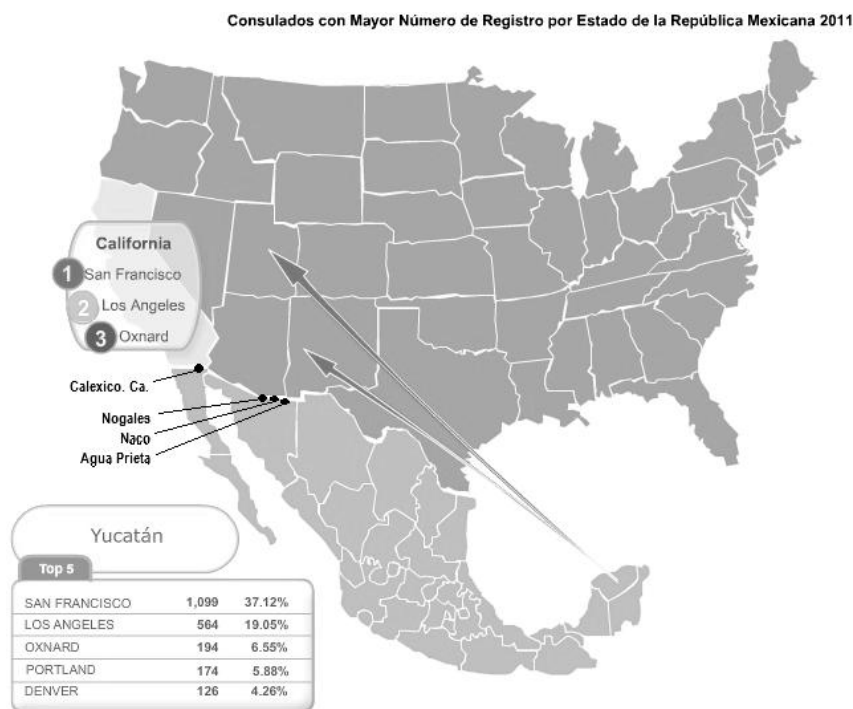 Consulados con Mayor Número de Registro por Estado de la República Mexicana 2011
California
1 San Francisco
2 Los Angeles
3 Oxnard
Calexico. Ca.
Nogales
Naco
Agua Prieta
Yucatán
Top 5
SAN FRANCISCO 1,099 37.12%
LOS ANGELES 564 19.05%
OXNARD 194 6.55%
PORTLAND 174 5.88%
DENVER 126 4.26%